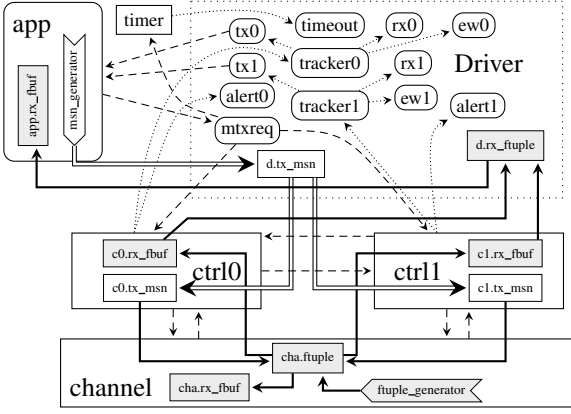 app
timer
tx0
timeout
rx0
ew0
tx1
tracker0
rx1
Driver
app.rx_fbuf
msn_generator
alert0
tracker1
ew1
alert1
mtxreq
d.tx_msn
d.rx_ftuple
c0.rx_fbuf
ctrl0
c0.tx_msn
ctrl1
c1.rx_fbuf
c1.tx_msn
cha.ftuple
channel
cha.rx_fbuf
ftuple_generator